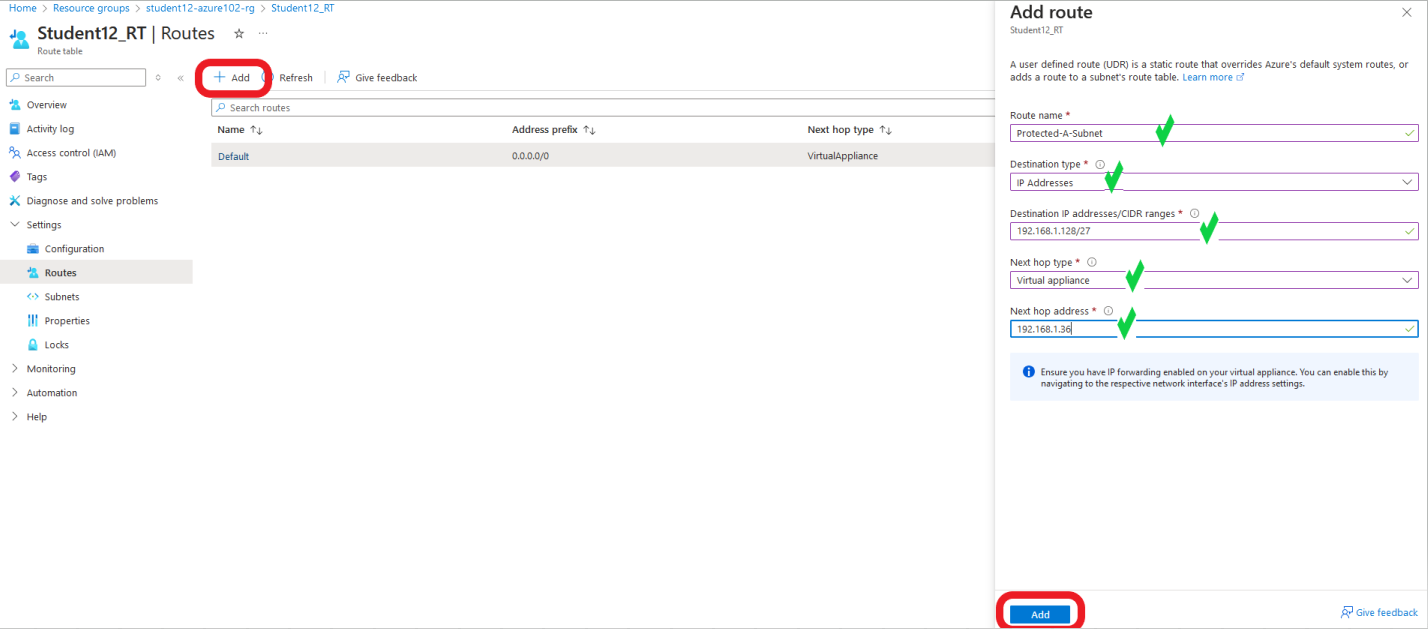 Home > Resource groups > student12-azure102-rg > Student12_RT
Student12_RT | Routes ☆ ...
Route table
Search
«
+ Add
Refresh
Give feedback
Overview
Activity log
Access control (IAM)
Tags
Diagnose and solve problems
Settings
Configuration
Routes
Subnets
Properties
Locks
Monitoring
Automation
Help
Search routes
Name ↑↓ Address prefix ↑↓ Next hop type ↑↓
Default 0.0.0.0/0 VirtualAppliance
Add route
Student12_RT
A user defined route (UDR) is a static route that overrides Azure's default system routes, or
adds a route to a subnet's route table. Learn more
Route name *
Protected-A-Subnet
Destination type *
IP Addresses
Destination IP addresses/CIDR ranges *
192.168.1.128/27
Next hop type *
Virtual appliance
Next hop address *
192.168.1.36
Ensure you have IP forwarding enabled on your virtual appliance. You can enable this by
navigating to the respective network interface's IP address settings.
Add
Give feedback